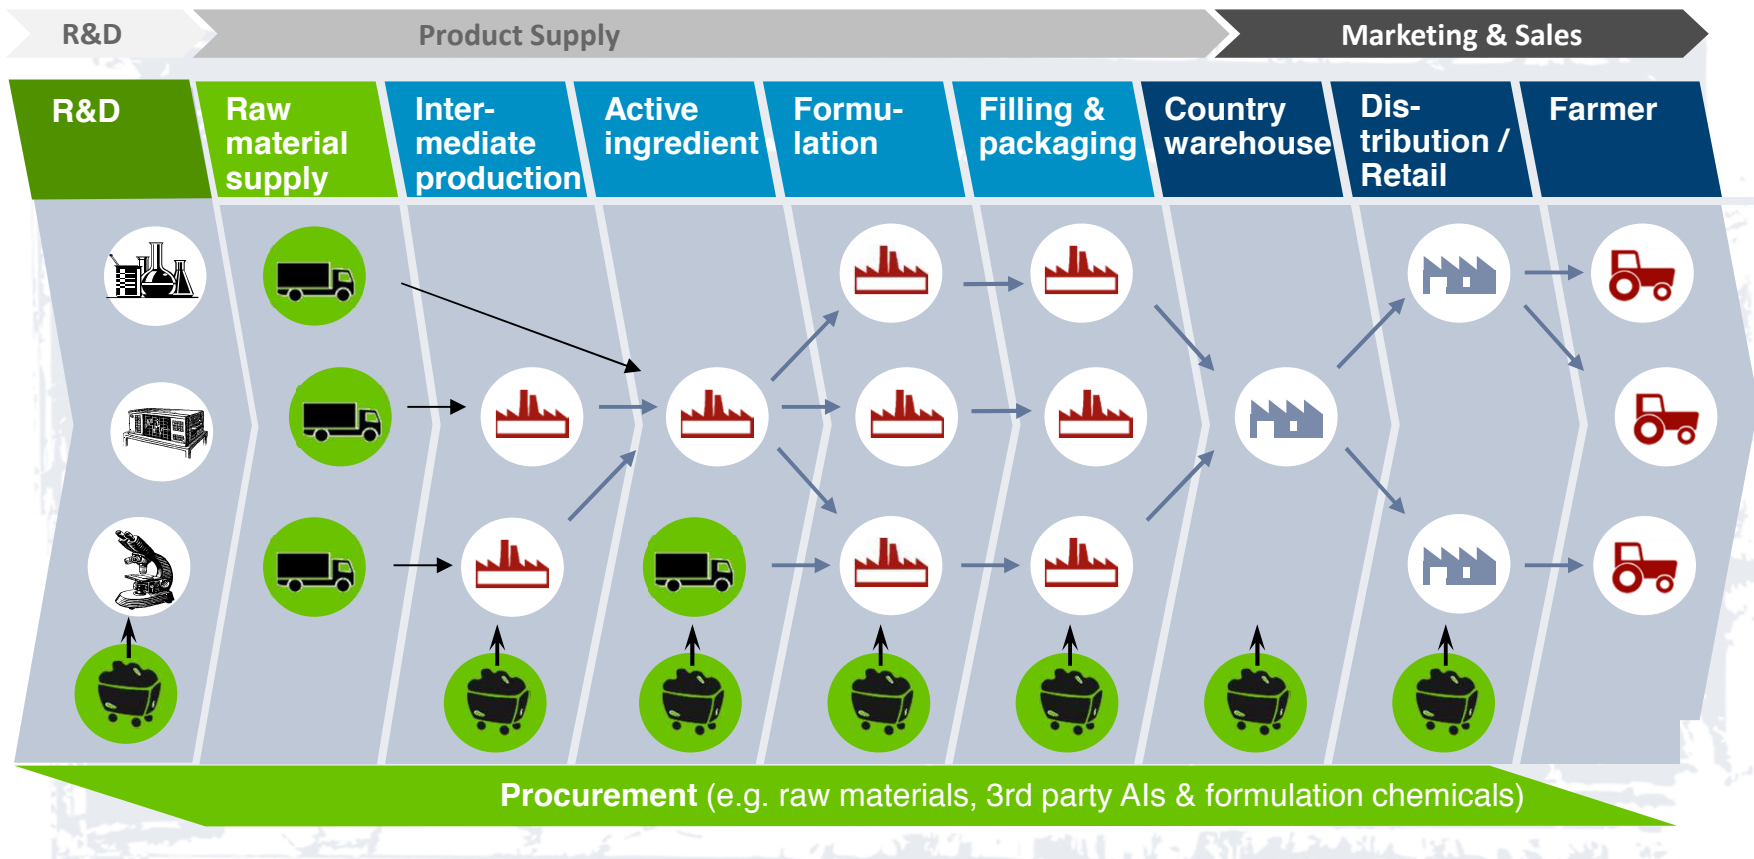 R&D
Product Supply
Marketing & Sales
R&D
Raw
material
supply
Inter-
mediate
production
Active
ingredient
Formu-
lation
Filling &
packaging
Country
warehouse
Dis-
tribution /
Retail
Farmer
Procurement (e.g. raw materials, 3rd party AIs & formulation chemicals)